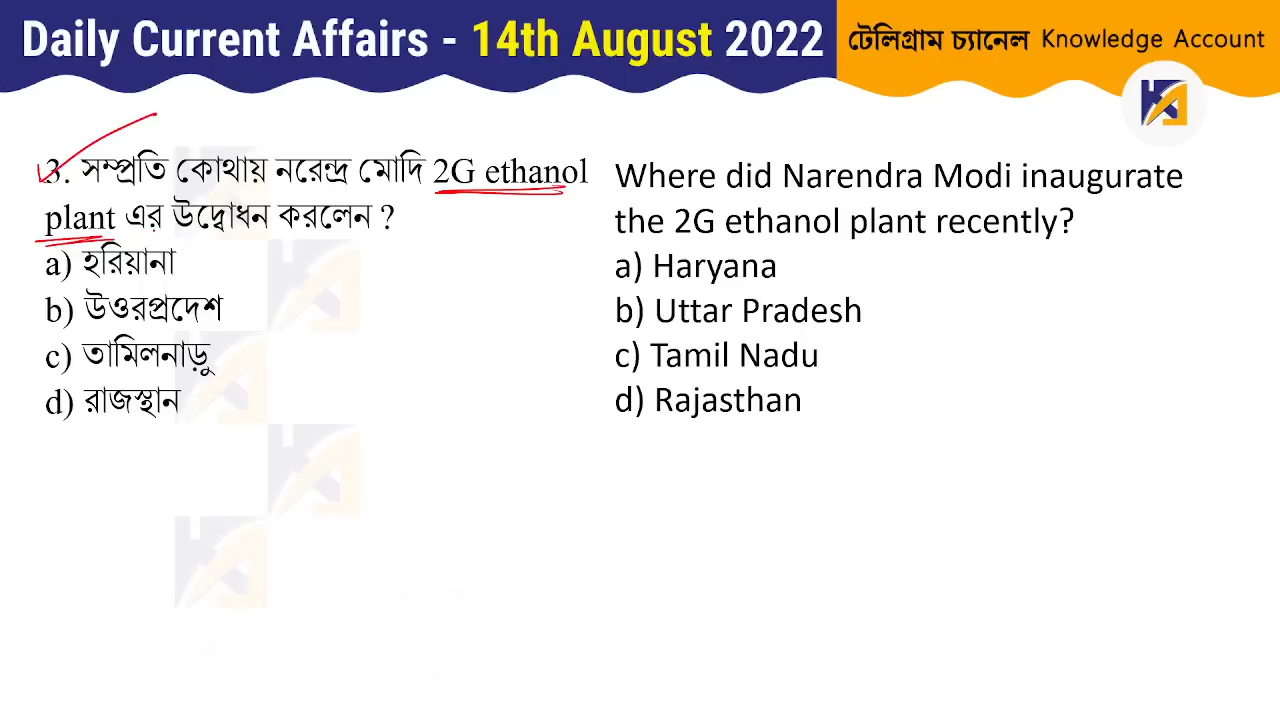 Daily Current Affairs - 14th August 2022
টেলিগ্রাম চ্যানেল Knowledge Account
3. সম্প্রতি কোথায় নরেন্দ্র মোদি 2G ethanol
plant এর উদ্বোধন করলেন ?
a) হরিয়ানা
b) উওরপ্রদেশ
c) তামিলনাড়ু
d) রাজস্থান
Where did Narendra Modi inaugurate
the 2G ethanol plant recently?
a) Haryana
b) Uttar Pradesh
c) Tamil Nadu
d) Rajasthan